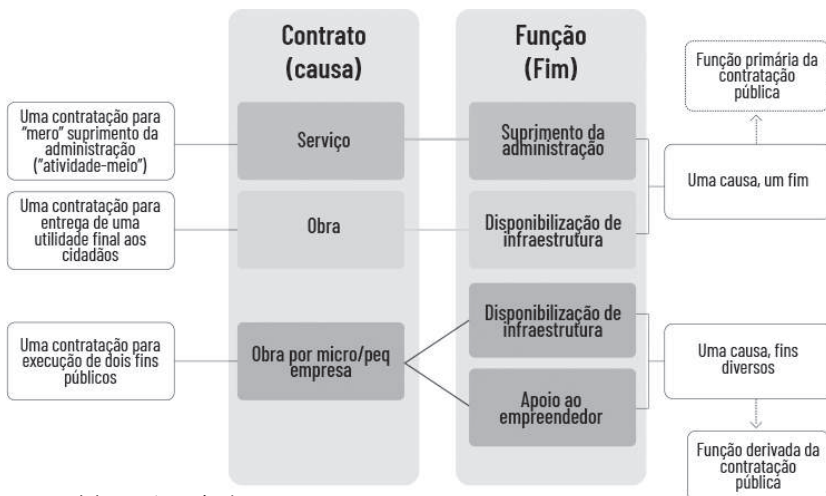 Contrato
(causa)
Função
(Fim)
Função primária da
contratação
pública
Uma contratação para
"mero" suprimento da
administração
("atividade-meio")
Serviço
Suprimento da
administração
Uma causa, um fim
Uma contratação para
entrega de uma
utilidade final aos
cidadãos
Obra
Disponibilização de
infraestrutura
Disponibilização de
infraestrutura
Uma contratação para
execução de dois fins
públicos
Obra por micro/peq
empresa
Uma causa, fins
diversos
Apoio ao
empreendedor
Função derivada da
contratação
pública